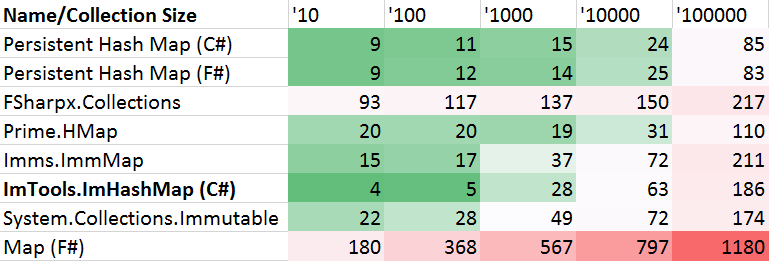 Name/Collection Size '10 '100 '1000 '10000 '100000
Persistent Hash Map (C#) 9 11 15 24 85
Persistent Hash Map (F#) 9 12 14 25 83
FSharpx.Collections 93 117 137 150 217
Prime.HMap 20 20 19 31 110
Imms.ImmMap 15 17 37 72 211
ImTools.ImHashMap (C#) 4 5 28 63 186
System.Collections.Immutable 22 28 49 72 174
Map (F#) 180 368 567 797 1180